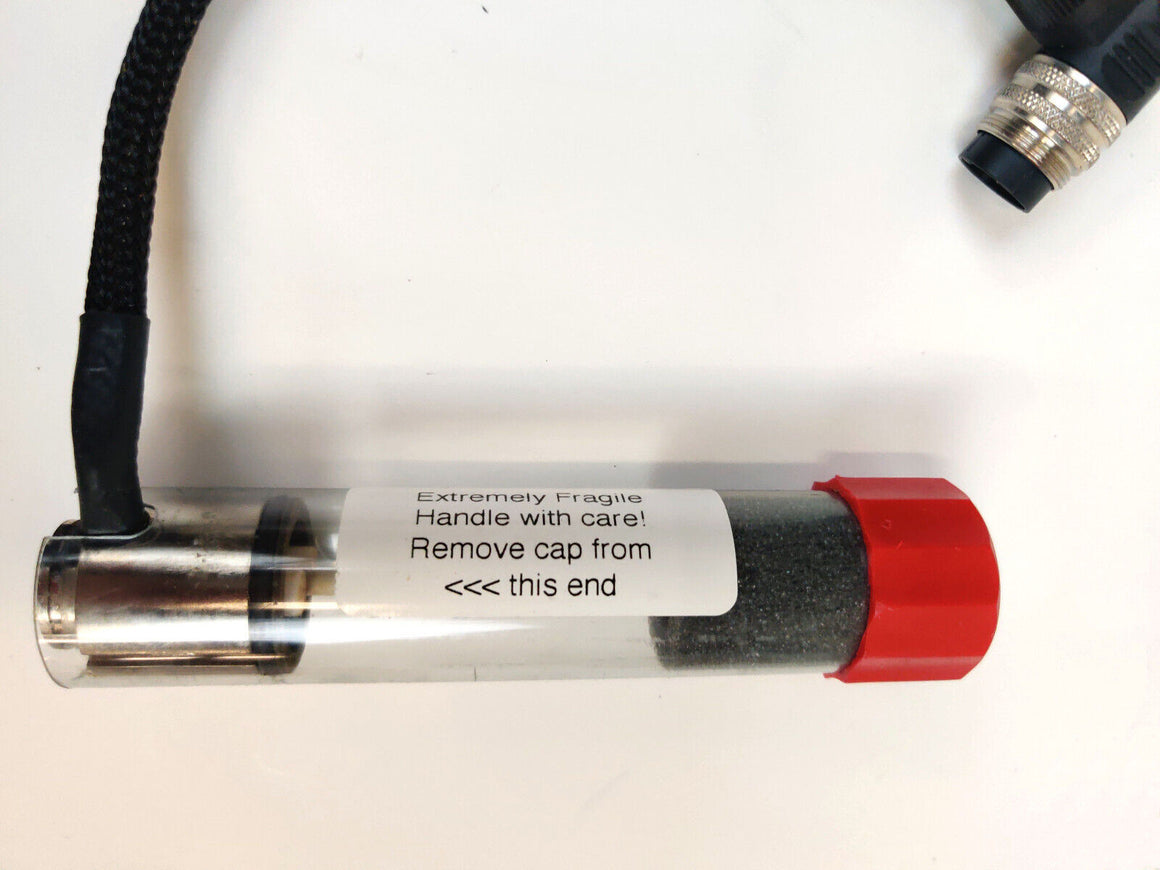 Extremely Fragile
Handle with care!
Remove cap from
<<< this end